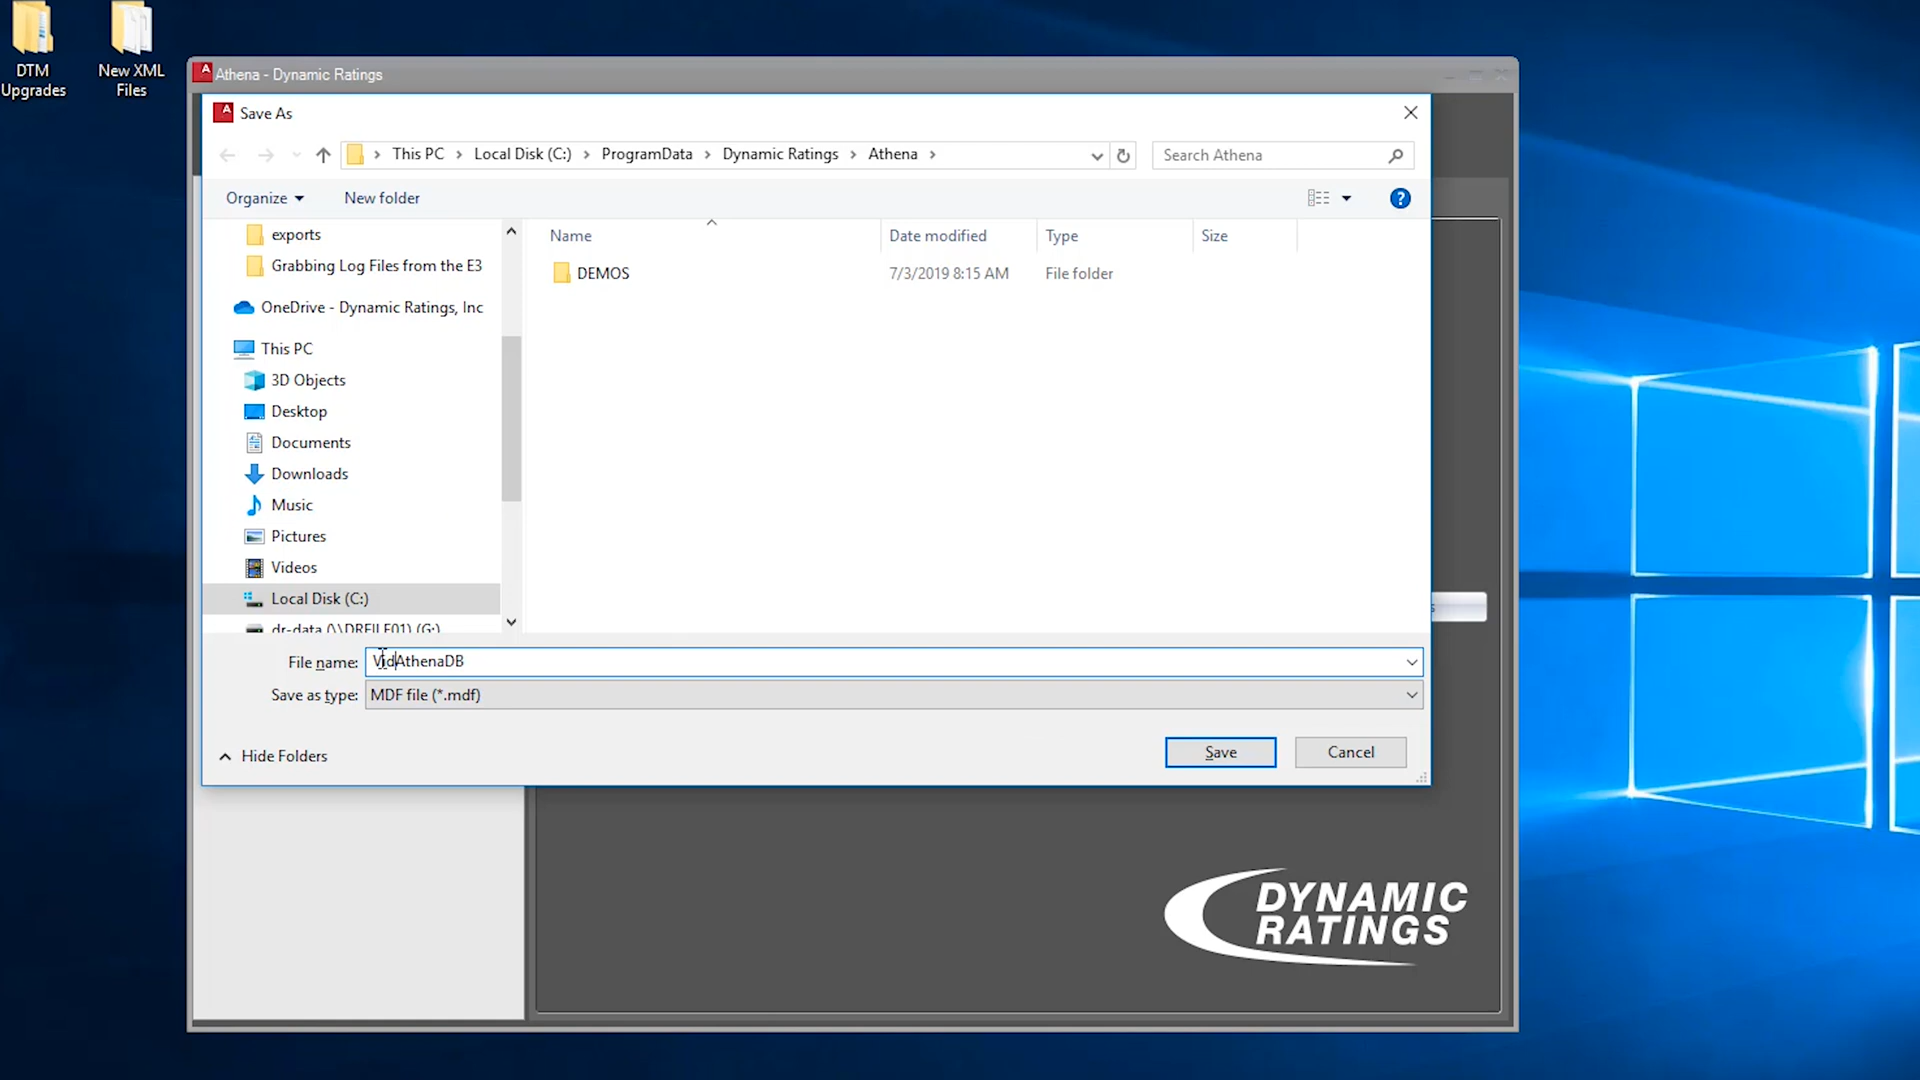 DTM
Upgrades
New XML
Files
Athena - Dynamic Ratings
Save As
This PC
Local Disk (C:)
ProgramData
Dynamic Ratings
Athena
Search Athena
Organize
New folder
Name
Date modified
Type
Size
DEMOS
7/3/2019 8:15 AM
File folder
exports
Grabbing Log Files from the E3
OneDrive - Dynamic Ratings, Inc
This PC
3D Objects
Desktop
Documents
Downloads
Music
Pictures
Videos
Local Disk (C:)
dr-data (\\DRFILE01) (G:)
File name: VidAthenaDB
Save as type: MDF file (*.mdf)
Hide Folders
Save
Cancel
DYNAMIC
RATINGS